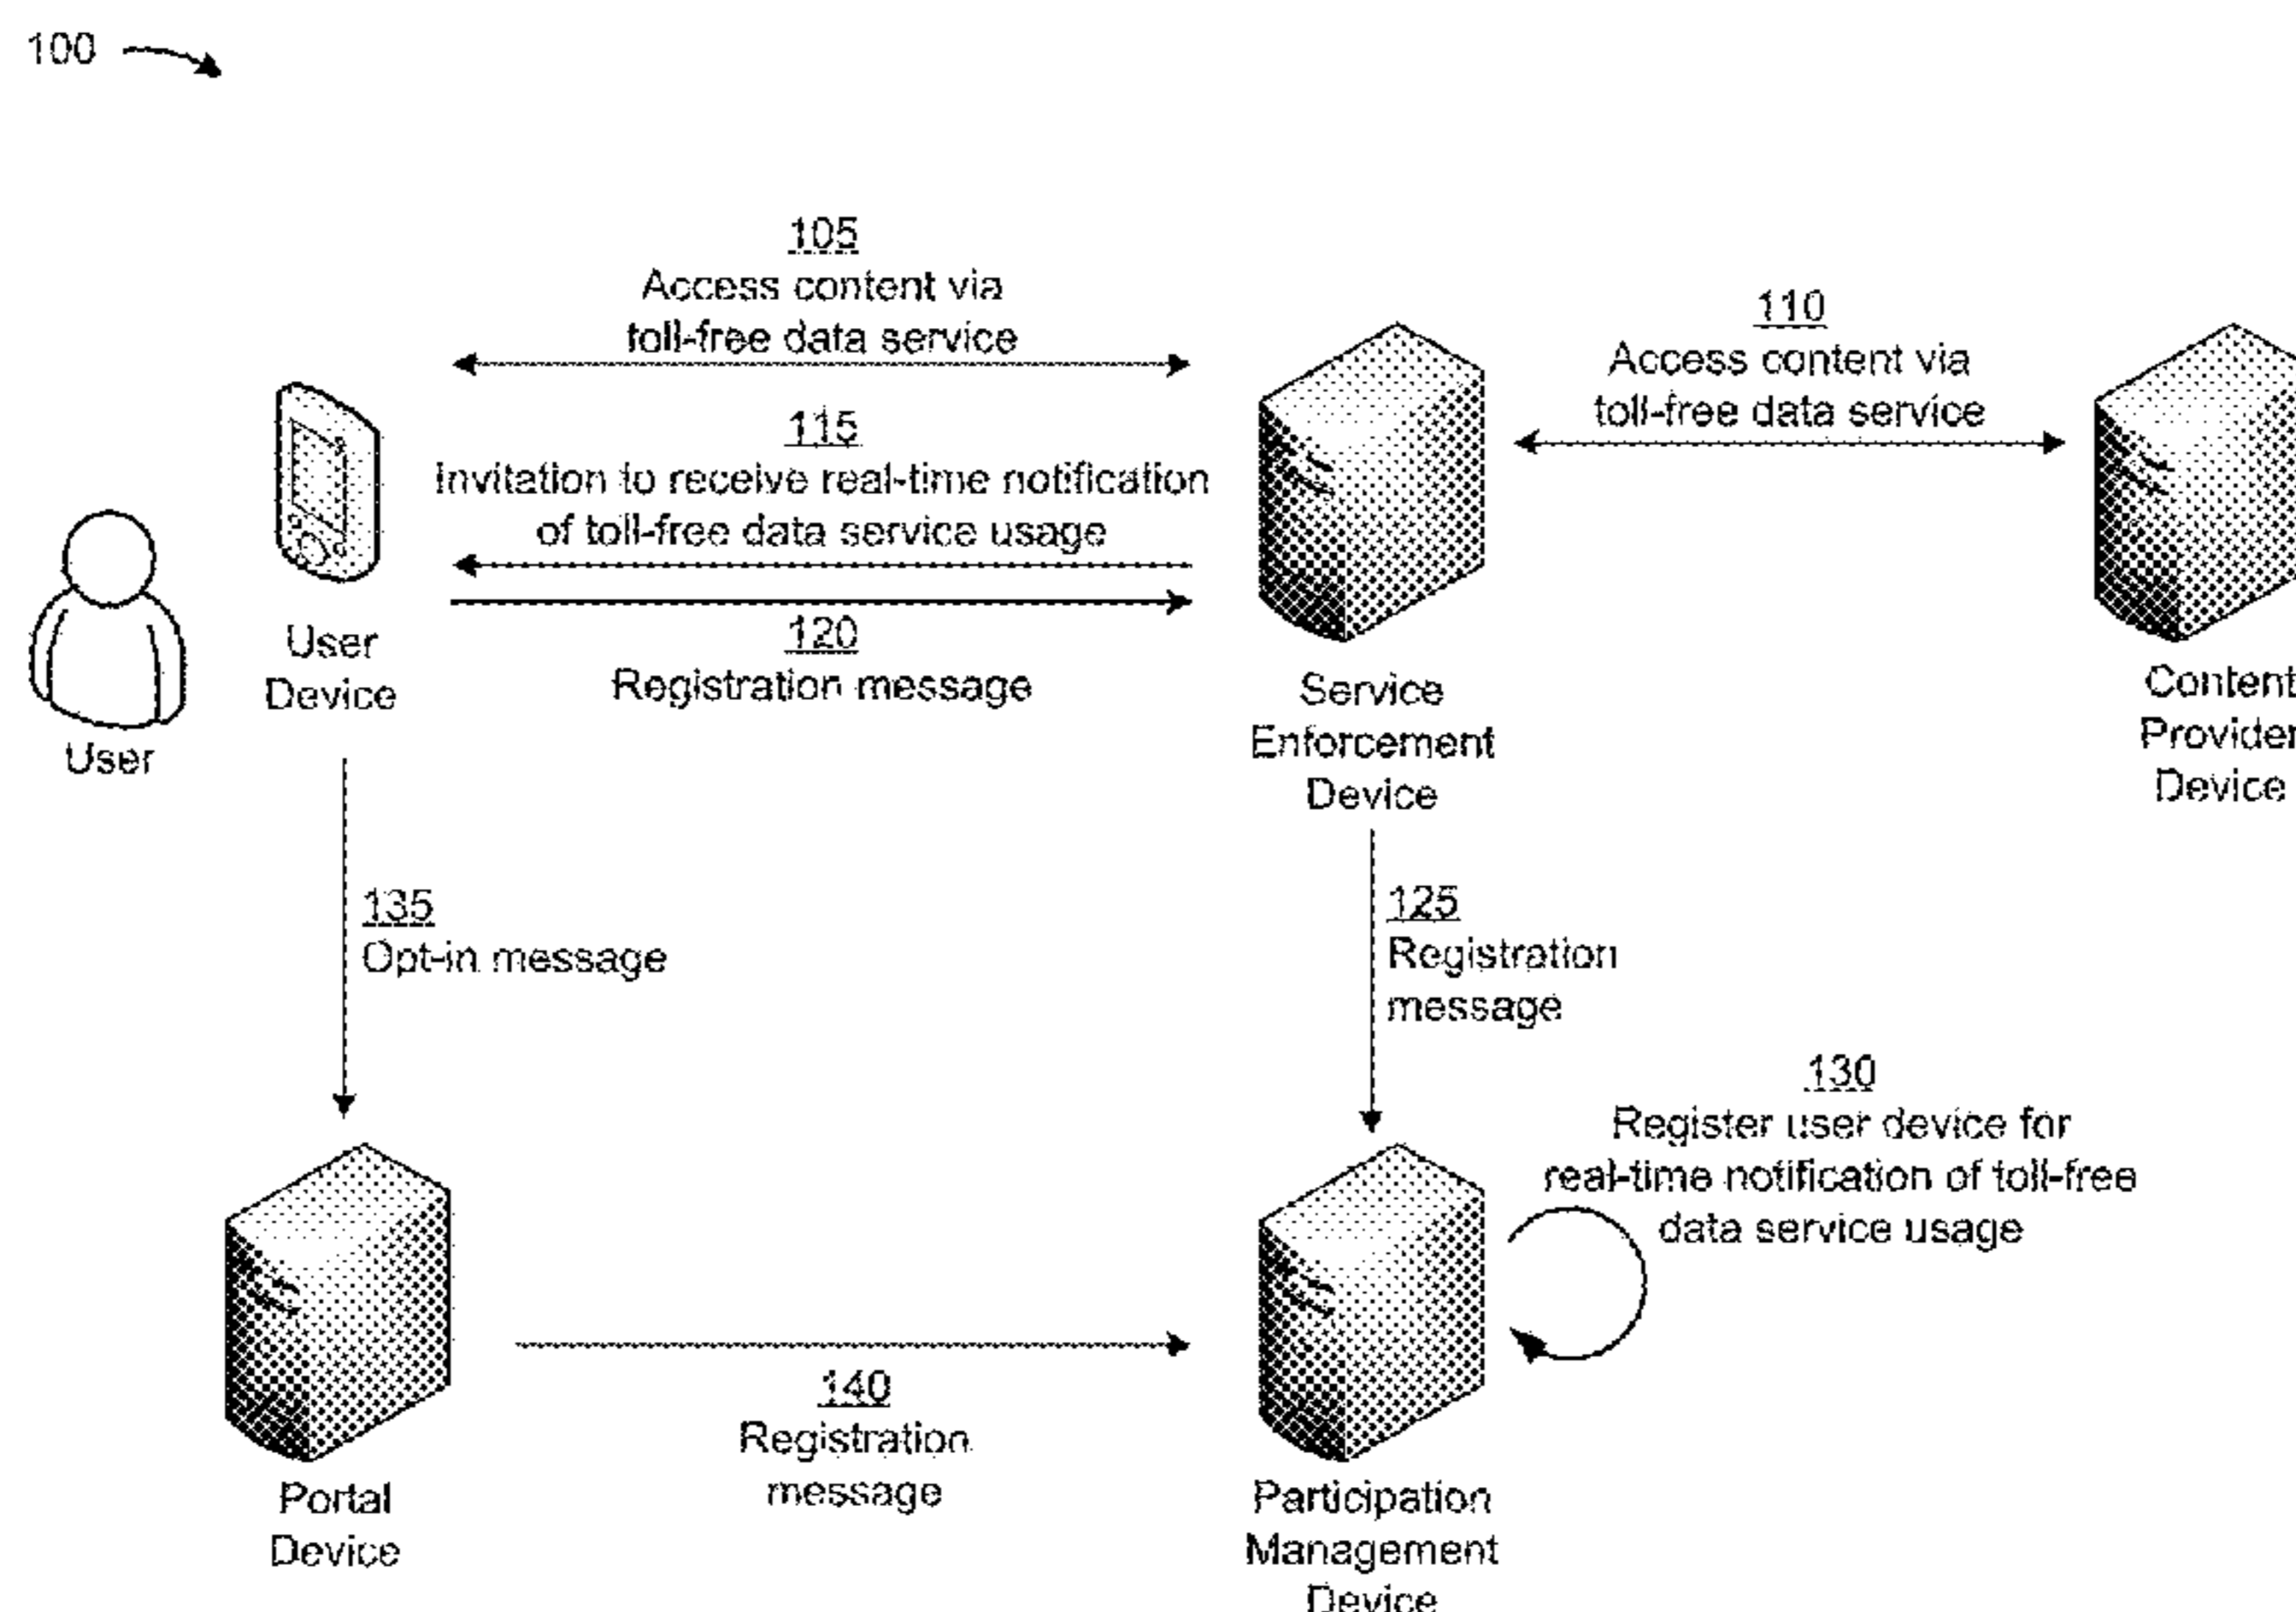 100
105
Access content via
toll-free data service
110
Access content via
toll-free data service
115
Invitation to receive real-time notification
of toll-free data service usage
120
Registration message
User
Device
User
Service
Enforcement
Device
Content
Provider
Device
135
Opt-in message
125
Registration
message
130
Register user device for
real-time notification of toll-free
data service usage
140
Registration
message
Portal
Device
Participation
Management
Device